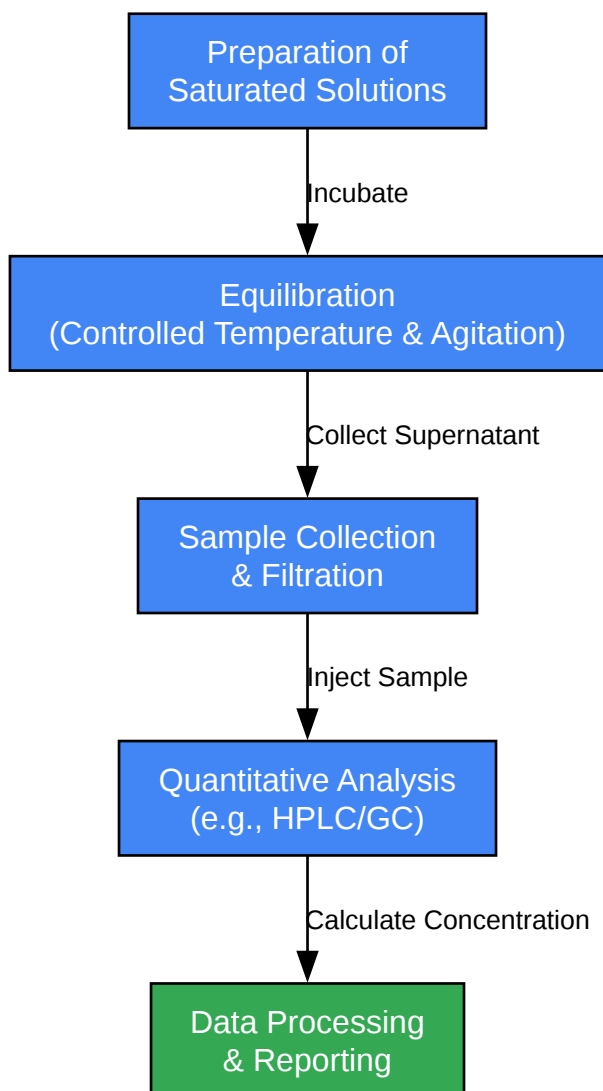 Preparation of
Saturated Solutions
Incubate
Equilibration
(Controlled Temperature & Agitation)
Collect Supernatant
Sample Collection
& Filtration
Inject Sample
Quantitative Analysis
(e.g., HPLC/GC)
Calculate Concentration
Data Processing
& Reporting